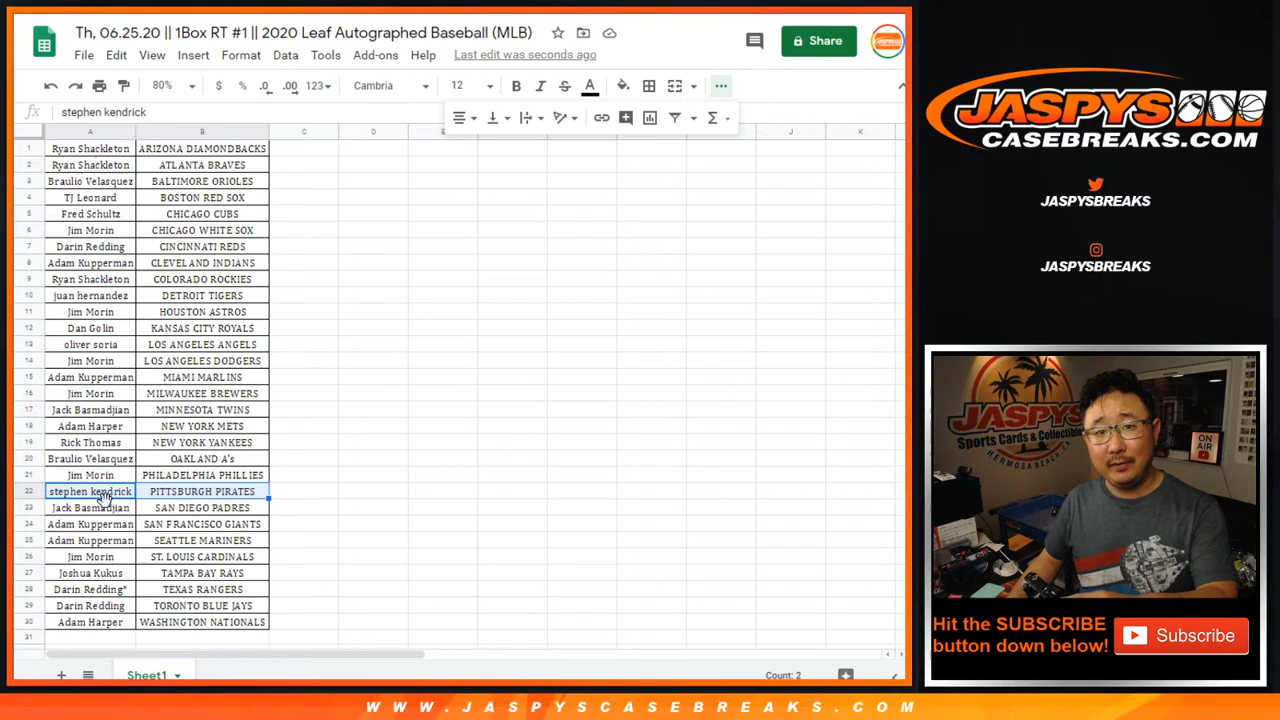 Th, 06.25.20 || 1Box RT #1 || 2020 Leaf Autographed Baseball (MLB)
File Edit View Insert Format Data Tools Add-ons Help Last edit was seconds ago
Share
80% $ % .0 .00 123 Cambria 12 B I S A
fx stephen kendrick
A B C D E F G H I J K
1 Ryan Shackleton ARIZONA DIAMONDBACKS
2 Ryan Shackleton ATLANTA BRAVES
3 Braulio Velasquez BALTIMORE ORIOLES
4 TJ Leonard BOSTON RED SOX
5 Fred Schultz CHICAGO CUBS
6 Jim Morin CHICAGO WHITE SOX
7 Darin Redding CINCINNATI REDS
8 Adam Kupperman CLEVELAND INDIANS
9 Ryan Shackleton COLORADO ROCKIES
10 juan hernandez DETROIT TIGERS
11 Jim Morin HOUSTON ASTROS
12 Dan Golin KANSAS CITY ROYALS
13 oliver soria LOS ANGELES ANGELS
14 Jim Morin LOS ANGELES DODGERS
15 Adam Kupperman MIAMI MARLINS
16 Jim Morin MILWAUKEE BREWERS
17 Jack Basmadjian MINNESOTA TWINS
18 Adam Harper NEW YORK METS
19 Rick Thomas NEW YORK YANKEES
20 Braulio Velasquez OAKLAND A's
21 Jim Morin PHILADELPHIA PHILLIES
22 stephen kendrick PITTSBURGH PIRATES
23 Jack Basmadjian SAN DIEGO PADRES
24 Adam Kupperman SAN FRANCISCO GIANTS
25 Adam Kupperman SEATTLE MARINERS
26 Jim Morin ST. LOUIS CARDINALS
27 Joshua Kukus TAMPA BAY RAYS
28 Darin Redding* TEXAS RANGERS
29 Darin Redding TORONTO BLUE JAYS
30 Adam Harper WASHINGTON NATIONALS
31
Sheet1
Count: 2
JASPYS
CASEBREAKS.COM
JASPYSBREAKS
JASPYSBREAKS
JASPYS
Sports Cards & Collectibles
HERMOSA BEACH, CA
ON AIR
Hit the SUBSCRIBE
button down below!
Subscribe
WWW.JASPYSCASEBREAKS.COM